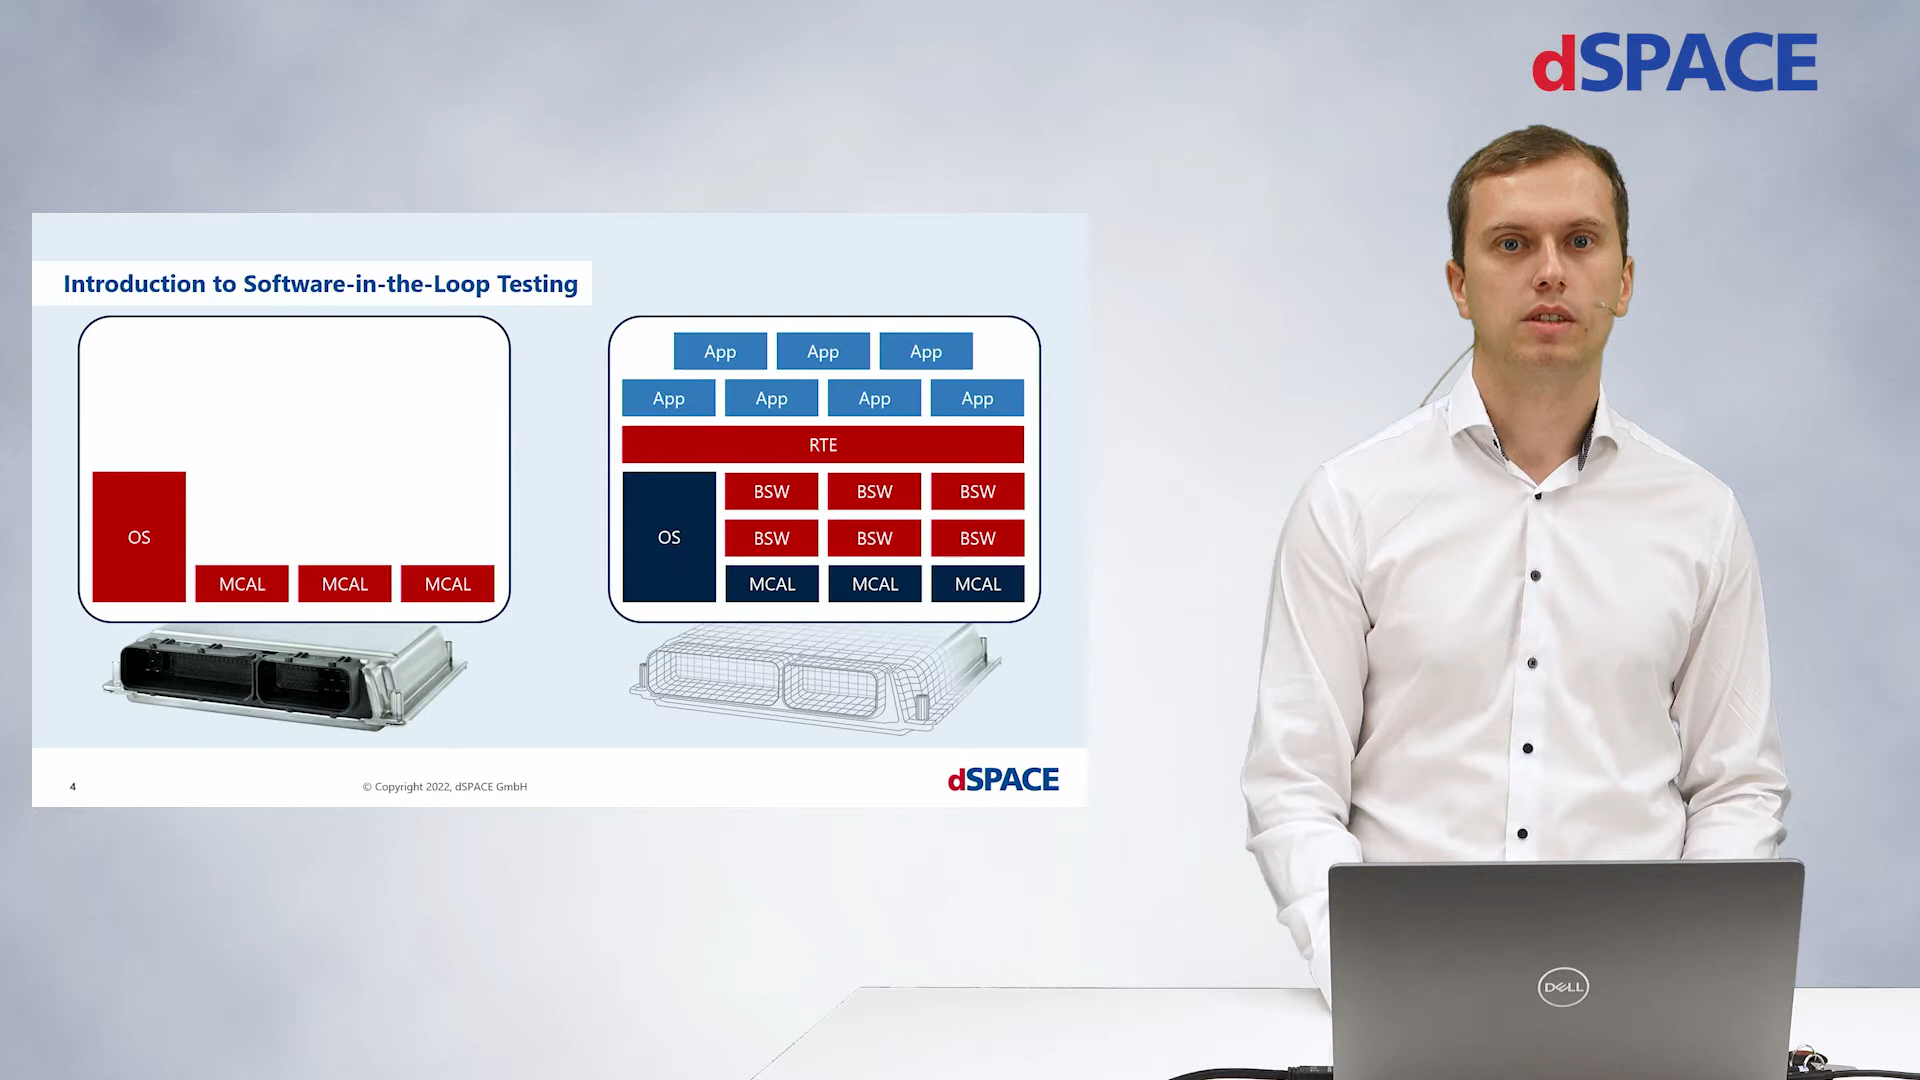 dSPACE
Introduction to Software-in-the-Loop Testing
OS
MCAL
MCAL
MCAL
App
App
App
App
App
App
App
RTE
OS
BSW
BSW
BSW
BSW
BSW
BSW
MCAL
MCAL
MCAL
4
© Copyright 2022, dSPACE GmbH
dSPACE
DELL